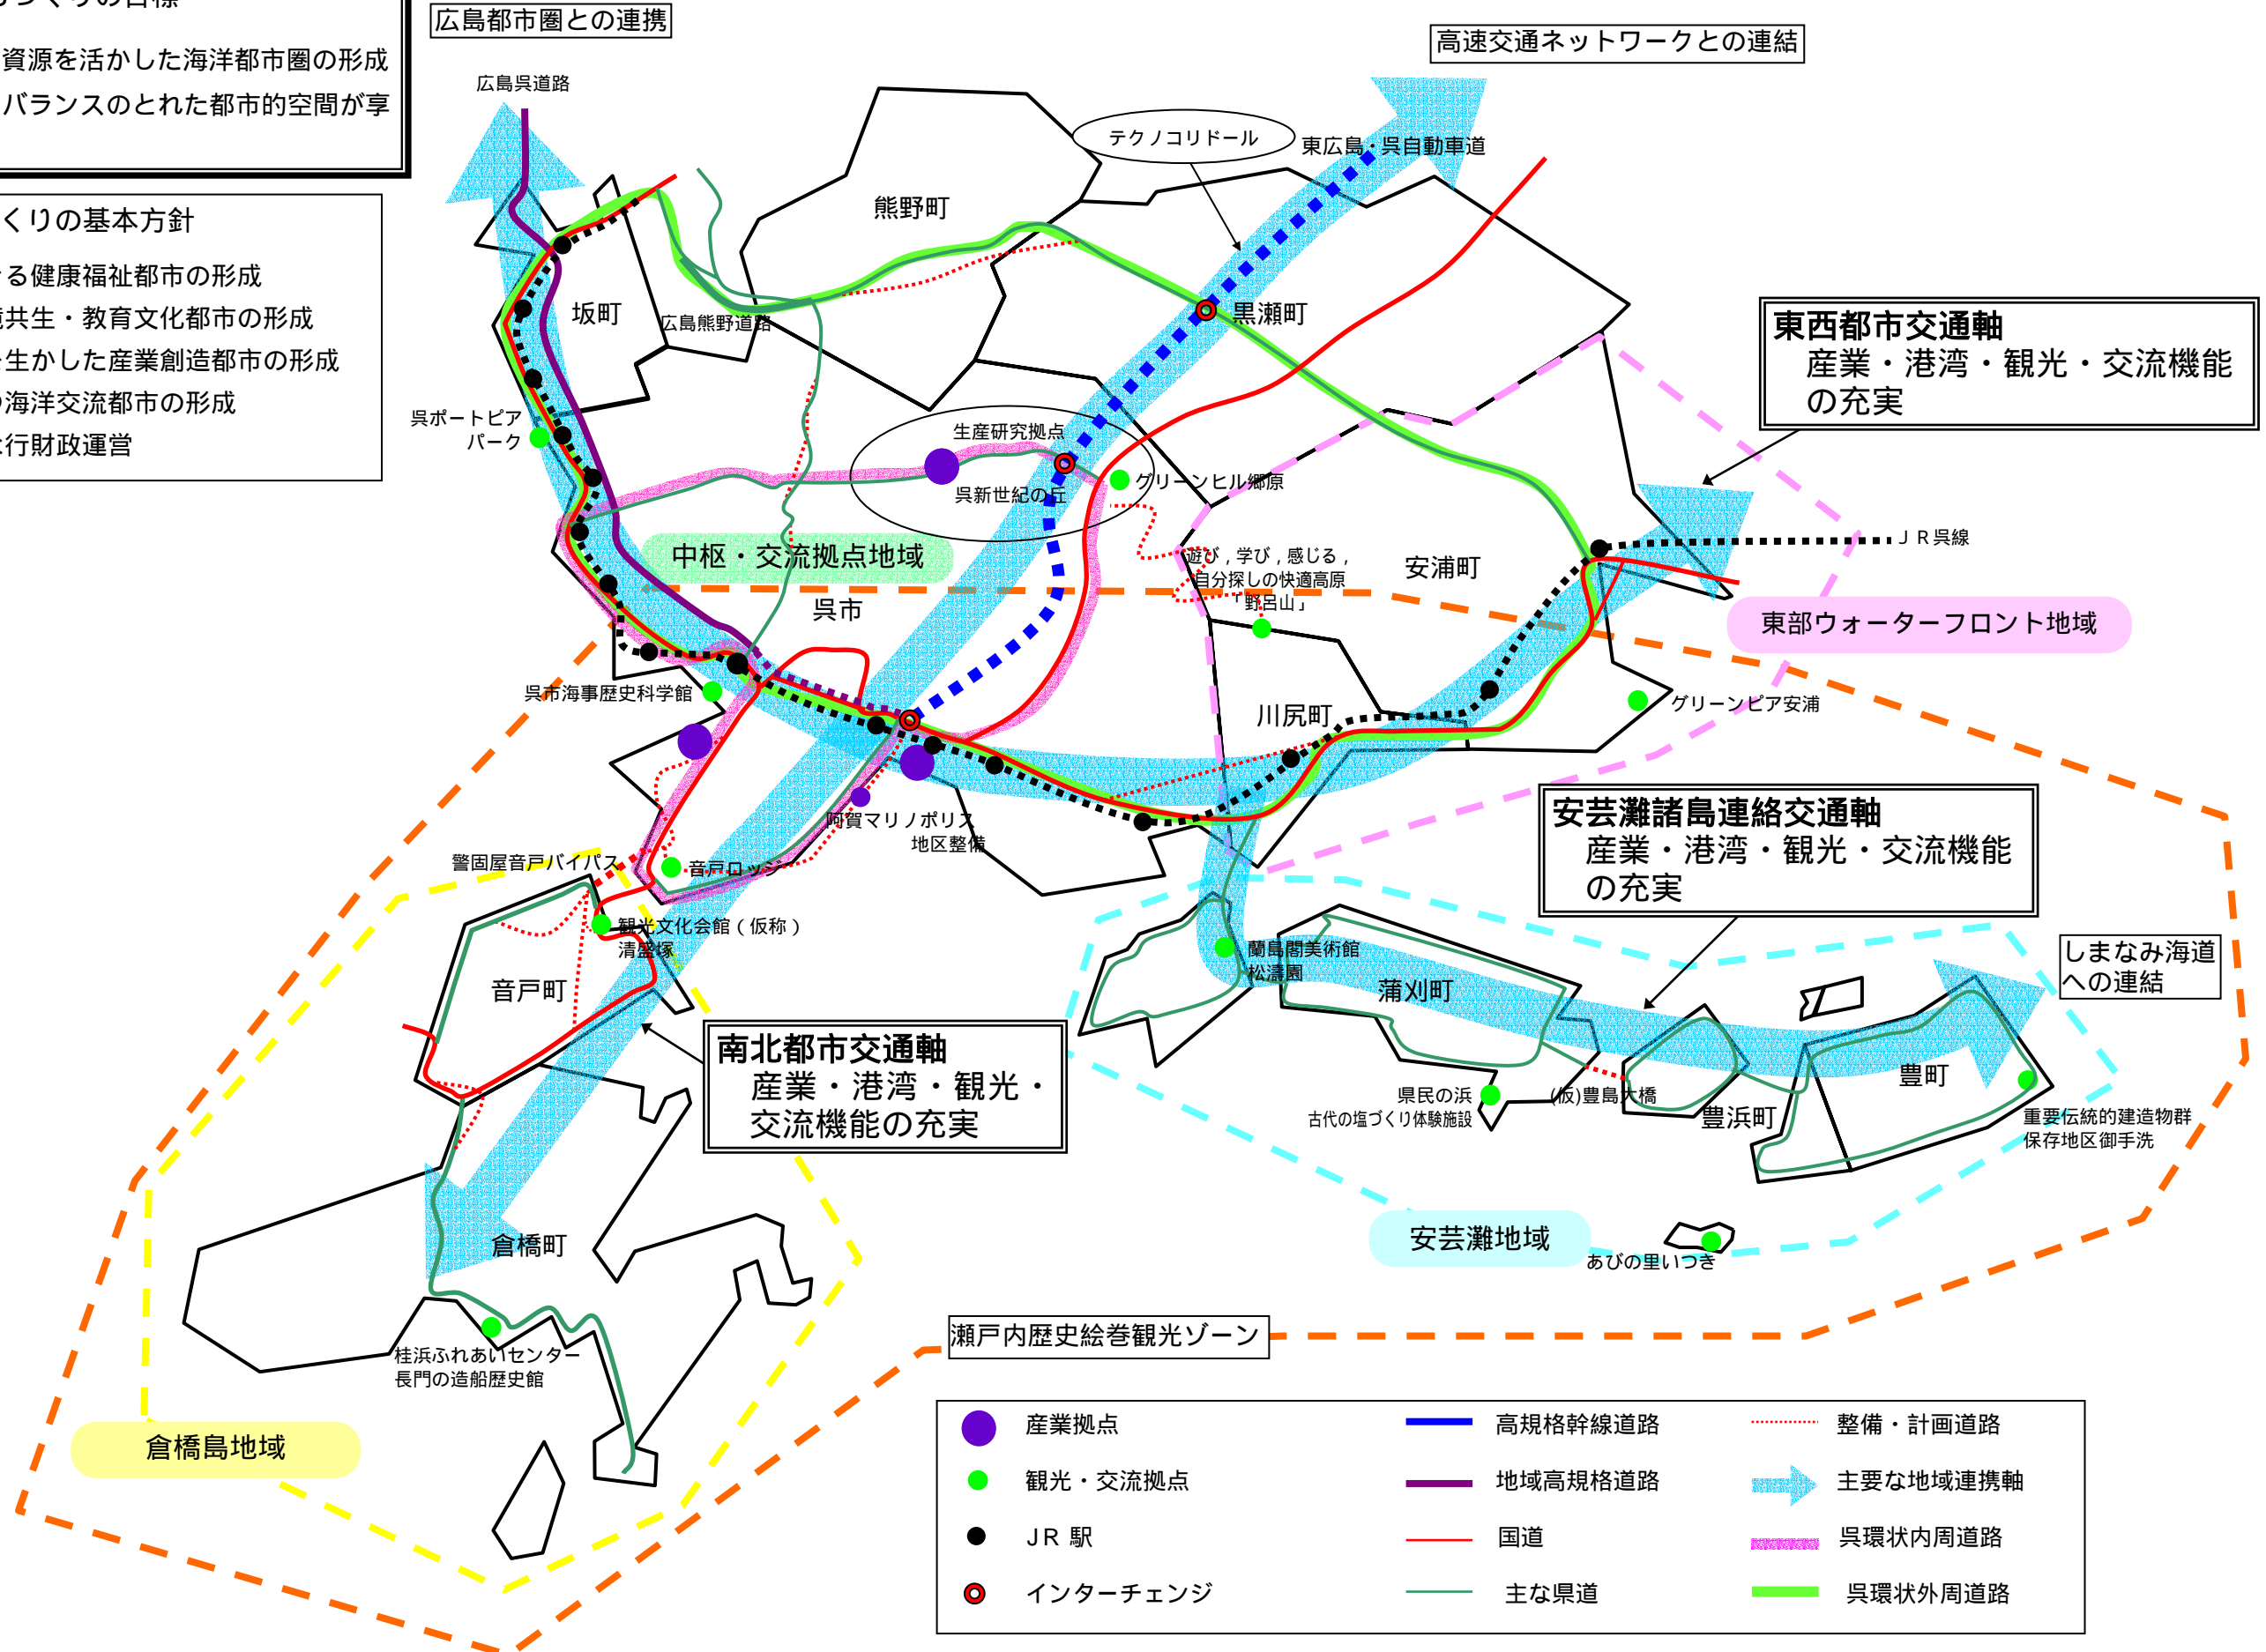 広島都市圏との連携
資源を活かした海洋都市圏の形成
バランスのとれた都市的空間が享
くりの基本方針
る健康福祉都市の形成
共生・教育文化都市の形成
生かした産業創造都市の形成
海洋交流都市の形成
行財政運営
高速交通ネットワークとの連結
広島呉道路
テクノコリドール
東広島・呉自動車道
熊野町
坂町
広島熊野道路
黒瀬町
東西都市交通軸
産業・港湾・観光・交流機能
の充実
呉ポートピア
パーク
生産研究拠点
呉新世紀の丘
グリーンヒル郷原
中枢・交流拠点地域
呉市
遊び，学び，感じる，
自分探しの快適高原
「野呂山」
安浦町
ＪＲ呉線
東部ウォーターフロント地域
呉市海事歴史科学館
川尻町
グリーンピア安浦
阿賀マリノポリス
地区整備
安芸灘諸島連絡交通軸
産業・港湾・観光・交流機能
の充実
警固屋音戸バイパス
音戸ロッジ
観光文化会館（仮称）
清盛塚
音戸町
蘭島閣美術館
松濤園
蒲刈町
しまなみ海道
への連結
南北都市交通軸
産業・港湾・観光・
交流機能の充実
県民の浜
古代の塩づくり体験施設
(仮)豊島大橋
豊浜町
豊町
重要伝統的建造物群
保存地区御手洗
倉橋町
安芸灘地域
あびの里いつき
瀬戸内歴史絵巻観光ゾーン
桂浜ふれあいセンター
長門の造船歴史館
倉橋島地域
産業拠点
高規格幹線道路
整備・計画道路
観光・交流拠点
地域高規格道路
主要な地域連携軸
JR 駅
国道
呉環状内周道路
インターチェンジ
主な県道
呉環状外周道路